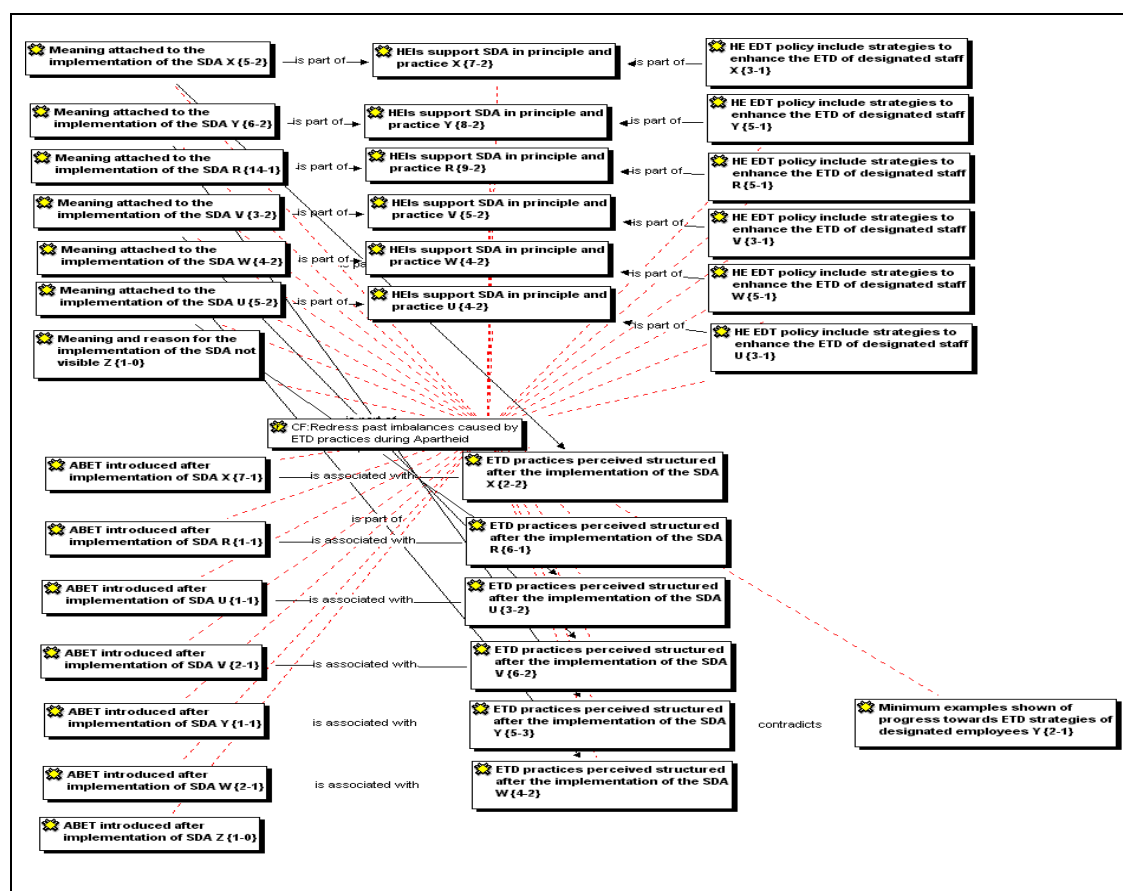 Meaning attached to the
implementation of the SDA X {5-2}
is part of
HEIs support SDA in principle and
practice X {7-2}
is part of
HE EDT policy include strategies to
enhance the ETD of designated staff
X {3-1}
Meaning attached to the
implementation of the SDA Y {6-2}
is part of
HEIs support SDA in principle and
practice Y {8-2}
is part of
HE EDT policy include strategies to
enhance the ETD of designated staff
Y {5-1}
Meaning attached to the
implementation of the SDA R {14-1}
is part of
HEIs support SDA in principle and
practice R {9-2}
is part of
HE EDT policy include strategies to
enhance the ETD of designated staff
R {5-1}
Meaning attached to the
implementation of the SDA V {3-2}
is part of
HEIs support SDA in principle and
practice V {5-2}
is part of
HE EDT policy include strategies to
enhance the ETD of designated staff
V {3-1}
Meaning attached to the
implementation of the SDA W {4-2}
is part of
HEIs support SDA in principle and
practice W {4-2}
is part of
HE EDT policy include strategies to
enhance the ETD of designated staff
W {5-1}
Meaning attached to the
implementation of the SDA U {5-2}
is part of
HEIs support SDA in principle and
practice U {4-2}
is part of
HE EDT policy include strategies to
enhance the ETD of designated staff
U {3-1}
Meaning and reason for the
implementation of the SDA not
visible Z {1-0}
CF:Redress past imbalances caused by
ETD practices during Apartheid
ABET introduced after
implementation of SDA X {7-1}
is associated with
ETD practices perceived structured
after the implementation of the SDA
X {2-2}
is part of
ABET introduced after
implementation of SDA R {1-1}
is associated with
ETD practices perceived structured
after the implementation of the SDA
R {6-1}
ABET introduced after
implementation of SDA U {1-1}
is associated with
ETD practices perceived structured
after the implementation of the SDA
U {3-2}
ABET introduced after
implementation of SDA V {2-1}
is associated with
ETD practices perceived structured
after the implementation of the SDA
V {6-2}
ABET introduced after
implementation of SDA Y {1-1}
is associated with
ETD practices perceived structured
after the implementation of the SDA
Y {5-3}
contradicts
Minimum examples shown of
progress towards ETD strategies of
designated employees Y {2-1}
ABET introduced after
implementation of SDA W {2-1}
is associated with
ETD practices perceived structured
after the implementation of the SDA
W {4-2}
ABET introduced after
implementation of SDA Z {1-0}